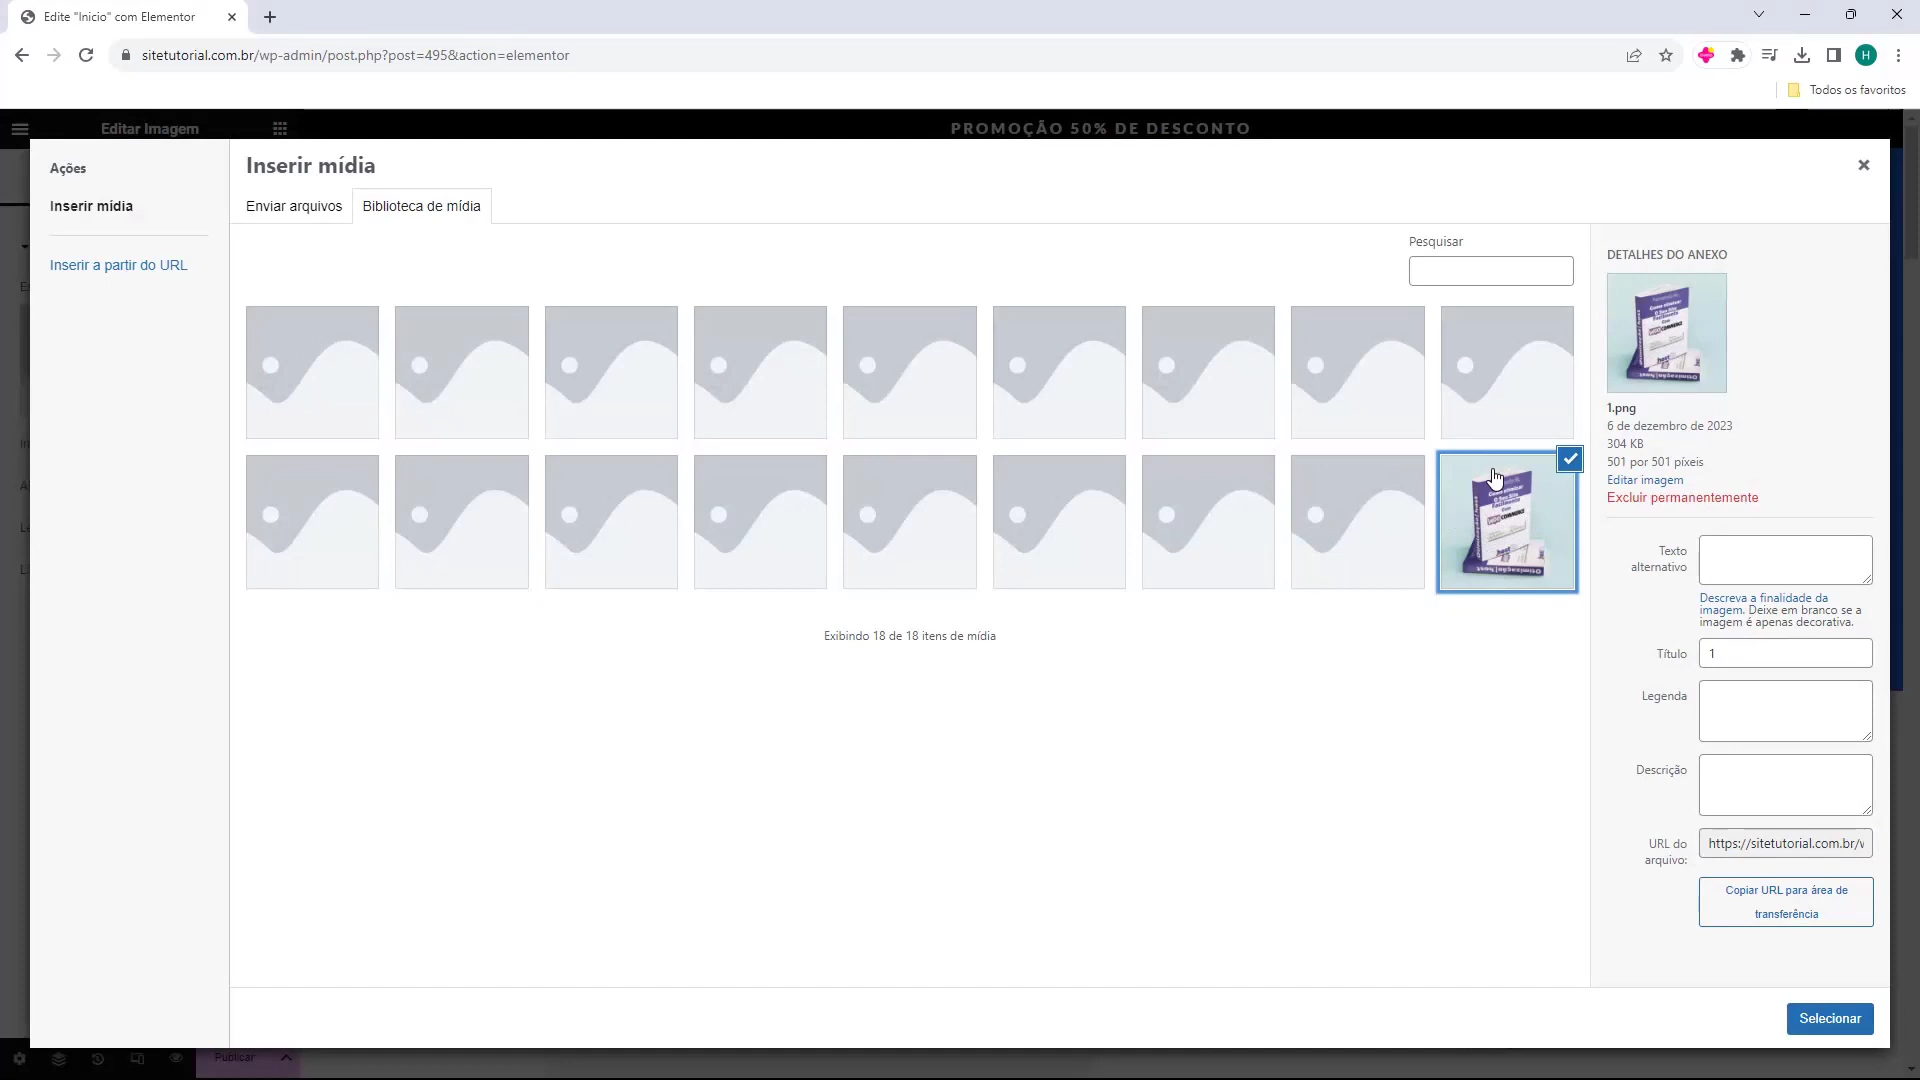 Edite "Inicio" com Elementor
sitetutorial.com.br/wp-admin/post.php?post=495&action=elementor
H
Todos os favoritos
Editar Imagem
PROMOÇÃO 50% DE DESCONTO
Ações
Inserir mídia
Inserir a partir do URL
Inserir mídia
Enviar arquivos
Biblioteca de mídia
Pesquisar
Exibindo 18 de 18 itens de mídia
DETALHES DO ANEXO
1.png
6 de dezembro de 2023
304 KB
501 por 501 píxeis
Editar imagem
Excluir permanentemente
Texto
alternativo
Descreva a finalidade da
imagem. Deixe em branco se a
imagem é apenas decorativa.
Título
1
Legenda
Descrição
URL do
arquivo:
https://sitetutorial.com.br/
Copiar URL para área de
transferência
Selecionar
Publicar